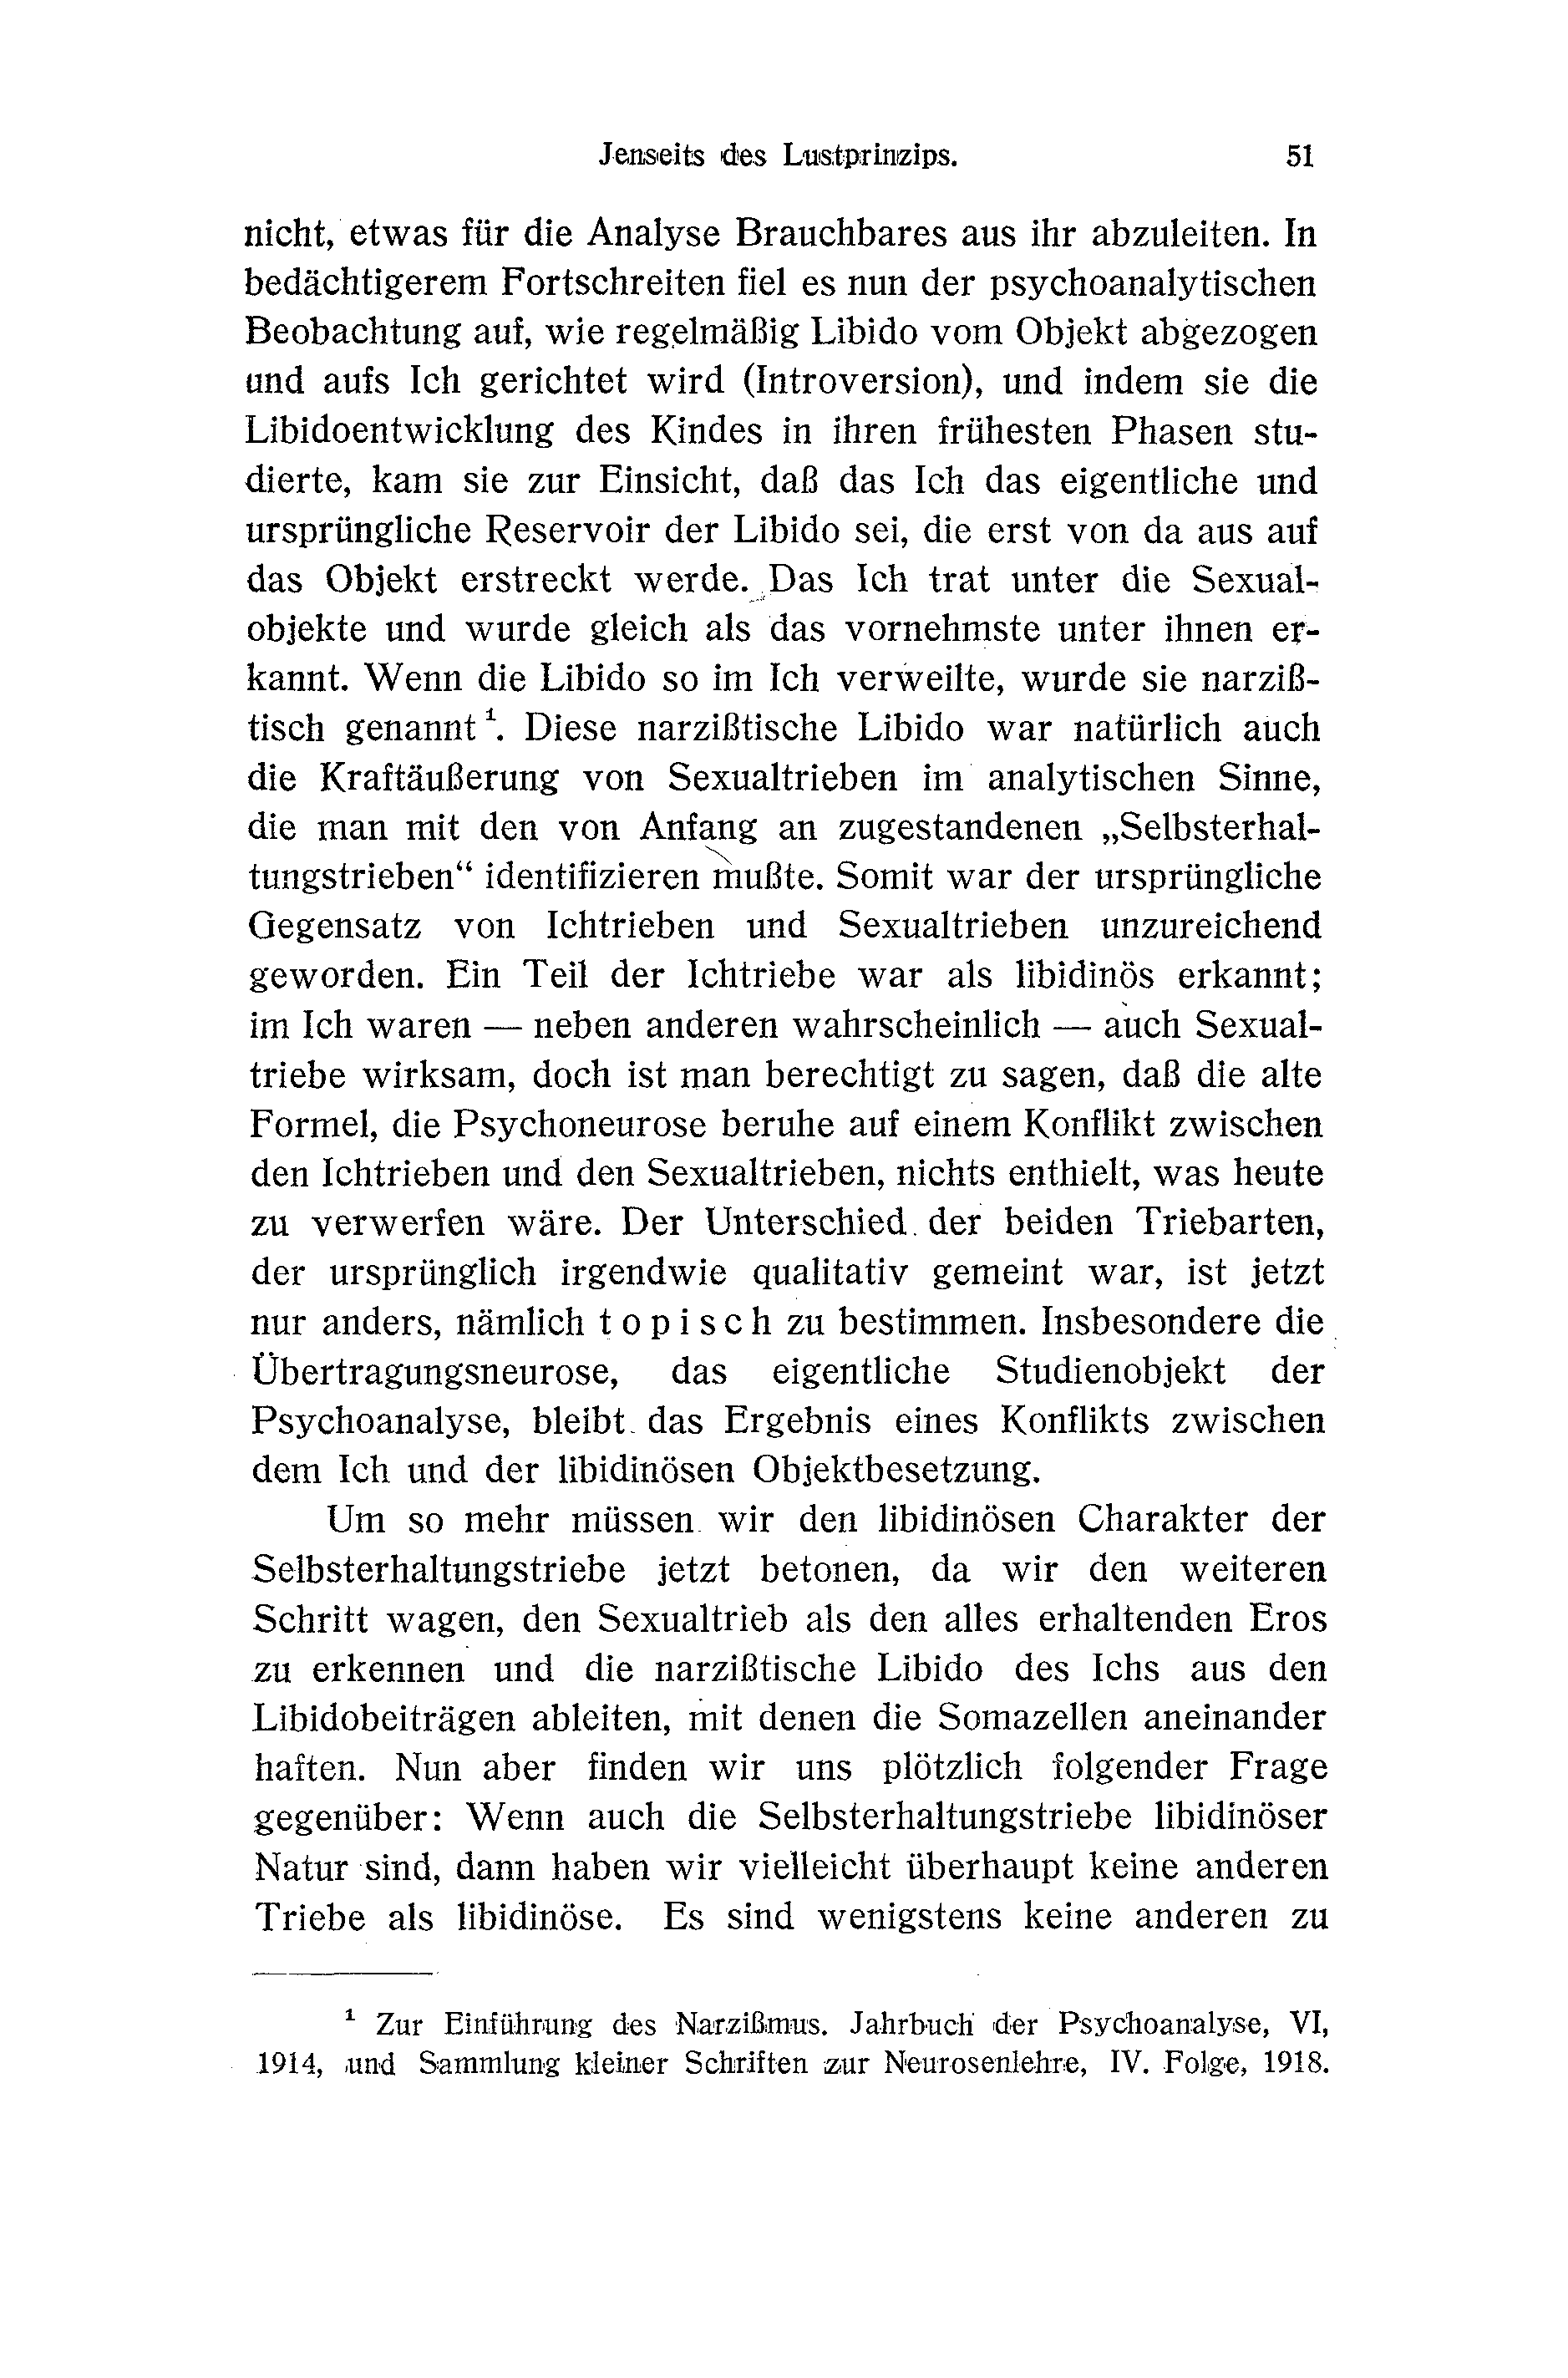 Jenseits des Lustprinzips. 51
nicht, etwas für die Analyse Brauchbares aus ihr abzuleiten. In
bedächtigerem Fortschreiten fiel es nun der psychoanalytischen
Beobachtung auf, wie regelmäßig Libido vom Objekt abgezogen
und aufs Ich gerichtet wird (Introversion), und indem sie die
Libidoentwicklung des Kindes in ihren frühesten Phasen stu-
dierte, kam sie zur Einsicht, daß das Ich das eigentliche und
ursprüngliche Reservoir der Libido sei, die erst von da aus auf
das Objekt erstreckt werde. Das Ich trat unter die Sexual-
objekte und wurde gleich als das vornehmste unter ihnen er-
kannt. Wenn die Libido so im Ich verweilte, wurde sie narziß-
tisch genannt¹. Diese narzißtische Libido war natürlich auch
die Kraftäußerung von Sexualtrieben im analytischen Sinne,
die man mit den von Anfang an zugestandenen „Selbsterhal-
tungstrieben“ identifizieren mußte. Somit war der ursprüngliche
Gegensatz von Ichtrieben und Sexualtrieben unzureichend
geworden. Ein Teil der Ichtriebe war als libidinös erkannt;
im Ich waren — neben anderen wahrscheinlich — auch Sexual-
triebe wirksam, doch ist man berechtigt zu sagen, daß die alte
Formel, die Psychoneurose beruhe auf einem Konflikt zwischen
den Ichtrieben und den Sexualtrieben, nichts enthielt, was heute
zu verwerfen wäre. Der Unterschied der beiden Triebarten,
der ursprünglich irgendwie qualitativ gemeint war, ist jetzt
nur anders, nämlich topisch zu bestimmen. Insbesondere die
Übertragungsneurose, das eigentliche Studienobjekt der
Psychoanalyse, bleibt das Ergebnis eines Konflikts zwischen
dem Ich und der libidinösen Objektbesetzung.
Um so mehr müssen wir den libidinösen Charakter der
Selbsterhaltungstriebe jetzt betonen, da wir den weiteren
Schritt wagen, den Sexualtrieb als den alles erhaltenden Eros
zu erkennen und die narzißtische Libido des Ichs aus den
Libidobeiträgen ableiten, mit denen die Somazellen aneinander
haften. Nun aber finden wir uns plötzlich folgender Frage
gegenüber: Wenn auch die Selbsterhaltungstriebe libidinöser
Natur sind, dann haben wir vielleicht überhaupt keine anderen
Triebe als libidinöse. Es sind wenigstens keine anderen zu
¹ Zur Einführung des Narzißmus. Jahrbuch der Psychoanalyse, VI,
1914, und Sammlung kleiner Schriften zur Neurosenlehre, IV. Folge, 1918.